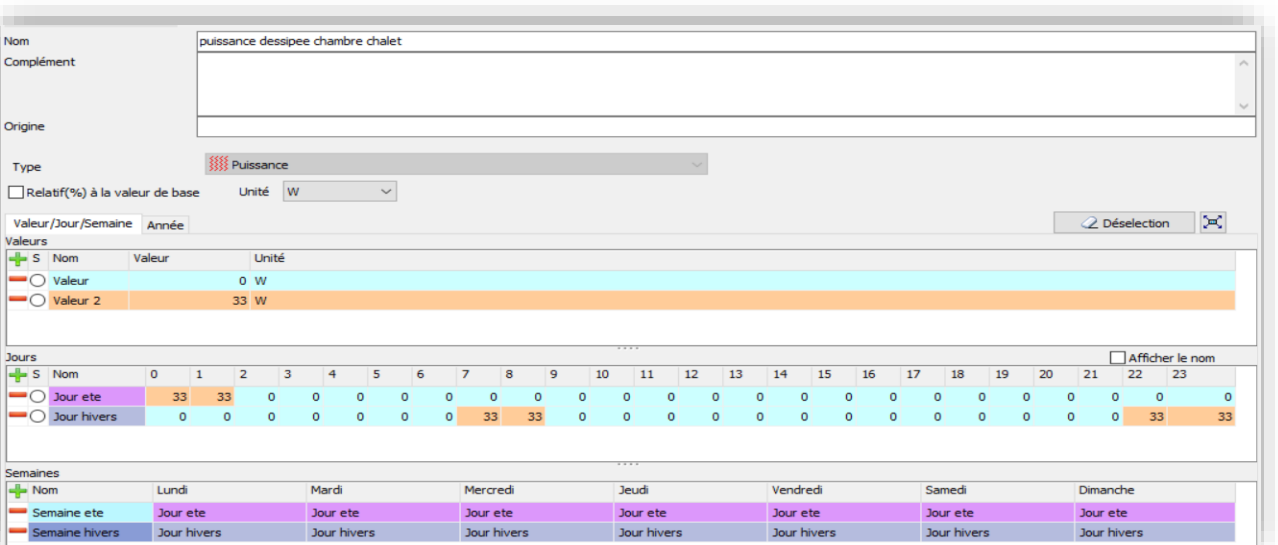 Nom puissance dessipee chambre chalet
Complément
Origine
Type Puissance
Relatif(%) à la valeur de base Unité W
Valeur/Jour/Semaine Année Déselection
Valeurs
S Nom Valeur Unité
Valeur 0 W
Valeur 2 33 W
Jours Afficher le nom
S Nom 0 1 2 3 4 5 6 7 8 9 10 11 12 13 14 15 16 17 18 19 20 21 22 23
Jour ete 33 33 0 0 0 0 0 0 0 0 0 0 0 0 0 0 0 0 0 0 0 0 0 0
Jour hivers 0 0 0 0 0 0 0 33 33 0 0 0 0 0 0 0 0 0 0 0 0 0 33 33
Semaines
Nom Lundi Mardi Mercredi Jeudi Vendredi Samedi Dimanche
Semaine ete Jour ete Jour ete Jour ete Jour ete Jour ete Jour ete Jour ete
Semaine hivers Jour hivers Jour hivers Jour hivers Jour hivers Jour hivers Jour hivers Jour hivers